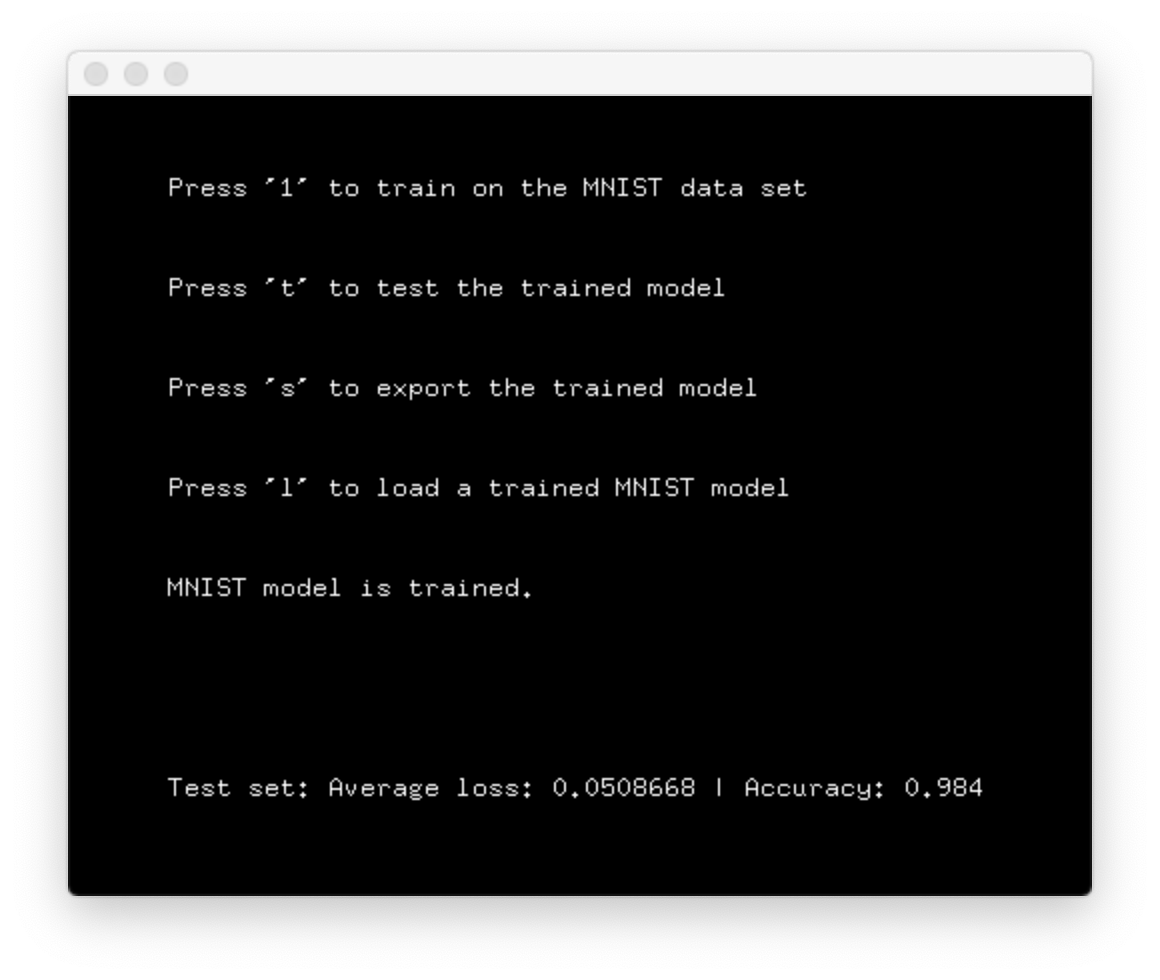 Press '1' to train on the MNIST data set
Press 't' to test the trained model
Press 's' to export the trained model
Press 'l' to load a trained MNIST model
MNIST model is trained.
Test set: Average loss: 0.0508668 | Accuracy: 0.984